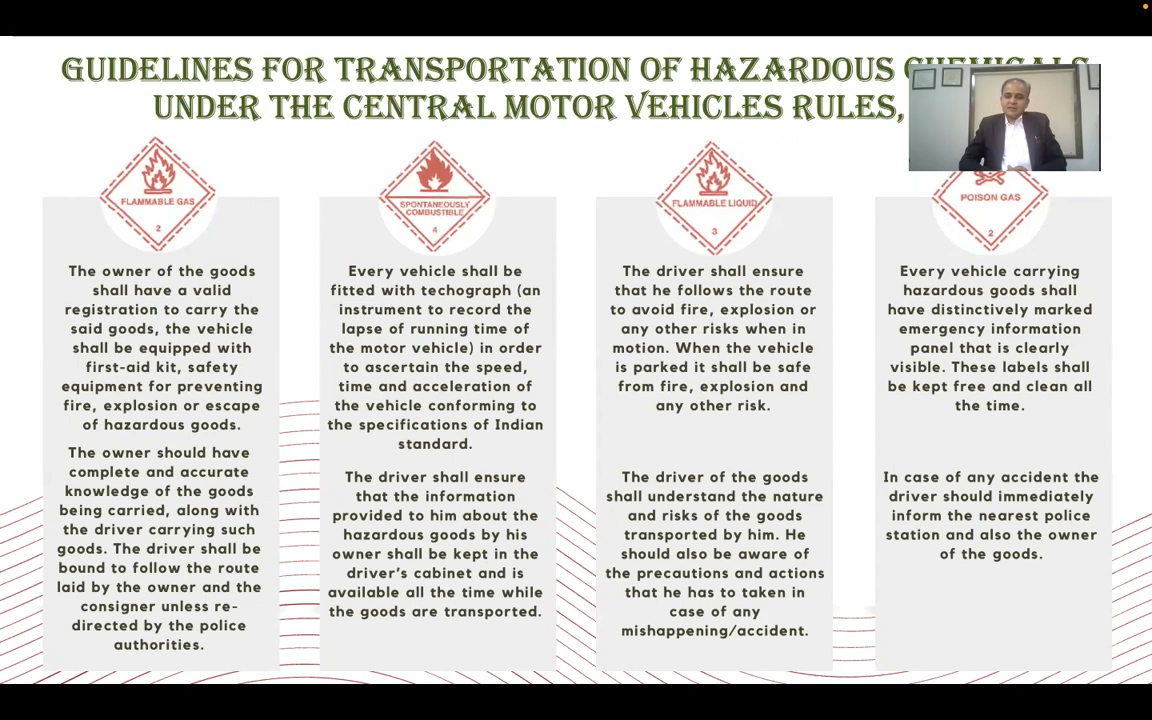 GUIDELINES FOR TRANSPORTATION OF HAZARDOUS CHEMICALS
UNDER THE CENTRAL MOTOR VEHICLES RULES,
FLAMMABLE GAS
2
The owner of the goods
shall have a valid
registration to carry the
said goods, the vehicle
shall be equipped with
first-aid kit, safety
equipment for preventing
fire, explosion or escape
of hazardous goods.
The owner should have
complete and accurate
knowledge of the goods
being carried, along with
the driver carrying such
goods. The driver shall be
bound to follow the route
laid by the owner and the
consigner unless re-
directed by the police
authorities.
SPONTANEOUSLY
COMBUSTIBLE
4
Every vehicle shall be
fitted with techograph (an
instrument to record the
lapse of running time of
the motor vehicle) in order
to ascertain the speed,
time and acceleration of
the vehicle conforming to
the specifications of Indian
standard.
The driver shall ensure
that the information
provided to him about the
hazardous goods by his
owner shall be kept in the
driver's cabinet and is
available all the time while
the goods are transported.
FLAMMABLE LIQUID
3
The driver shall ensure
that he follows the route
to avoid fire, explosion or
any other risks when in
motion. When the vehicle
is parked it shall be safe
from fire, explosion and
any other risk.
The driver of the goods
shall understand the nature
and risks of the goods
transported by him. He
should also be aware of
the precautions and actions
that he has to taken in
case of any
mishappening/accident.
POISON GAS
2
Every vehicle carrying
hazardous goods shall
have distinctively marked
emergency information
panel that is clearly
visible. These labels shall
be kept free and clean all
the time.
In case of any accident the
driver should immediately
inform the nearest police
station and also the owner
of the goods.